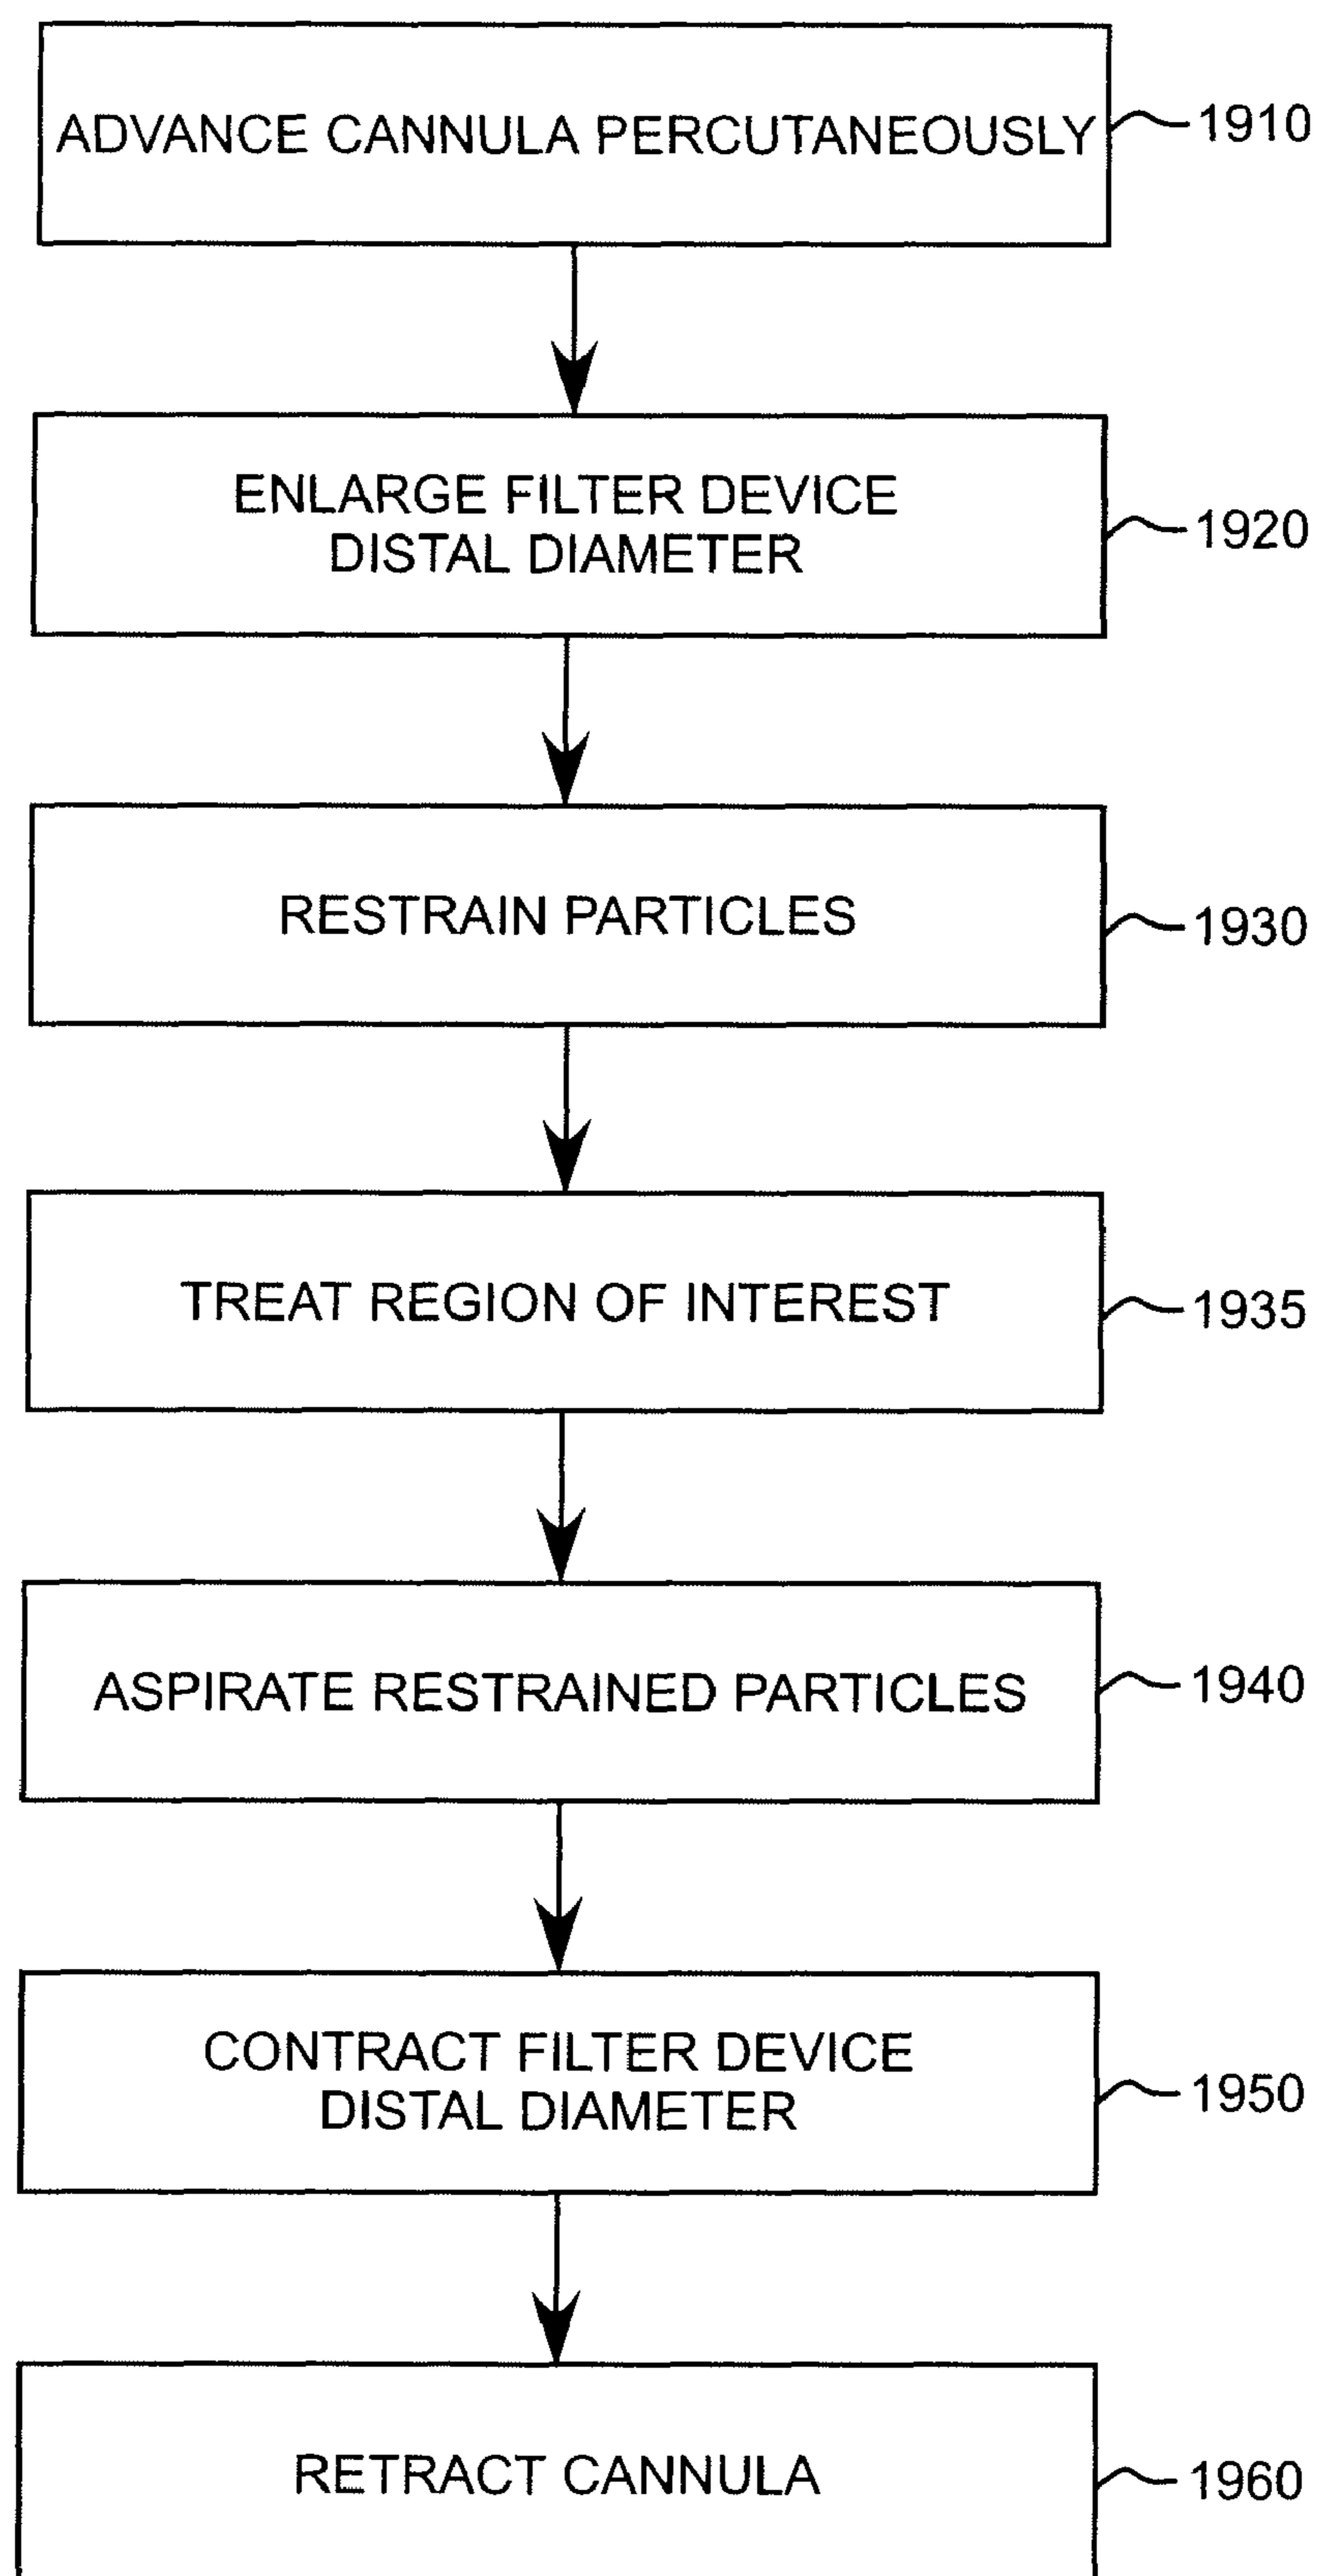 ADVANCE CANNULA PERCUTANEOUSLY
1910
ENLARGE FILTER DEVICE
DISTAL DIAMETER
1920
RESTRAIN PARTICLES
1930
TREAT REGION OF INTEREST
1935
ASPIRATE RESTRAINED PARTICLES
1940
CONTRACT FILTER DEVICE
DISTAL DIAMETER
1950
RETRACT CANNULA
1960